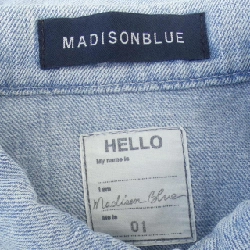 MADISONBLUE
HELLO
My name is
I am
Madison Blue
Size is
01